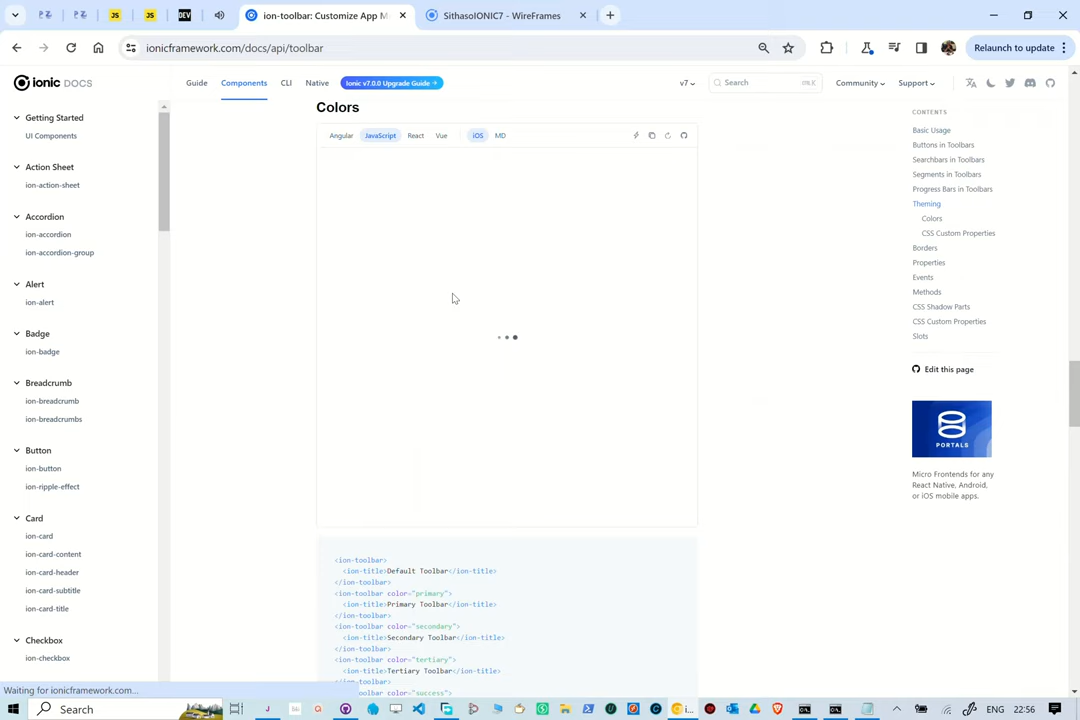 ion-toolbar: Customize App M
SithasoIONIC7 - WireFrames
ionicframework.com/docs/api/toolbar
Relaunch to update
ionic DOCS
Guide
Components
CLI
Native
Ionic v7.0.0 Upgrade Guide
v7
Search
Ctrl K
Community
Support
Getting Started
UI Components
Action Sheet
ion-action-sheet
Accordion
ion-accordion
ion-accordion-group
Alert
ion-alert
Badge
ion-badge
Breadcrumb
ion-breadcrumb
ion-breadcrumbs
Button
ion-button
ion-ripple-effect
Card
ion-card
ion-card-content
ion-card-header
ion-card-subtitle
ion-card-title
Checkbox
ion-checkbox
Colors
Angular
JavaScript
React
Vue
iOS
MD
<ion-toolbar>
<ion-title>Default Toolbar</ion-title>
</ion-toolbar>
<ion-toolbar color="primary">
<ion-title>Primary Toolbar</ion-title>
</ion-toolbar>
<ion-toolbar color="secondary">
<ion-title>Secondary Toolbar</ion-title>
</ion-toolbar>
<ion-toolbar color="tertiary">
<ion-title>Tertiary Toolbar</ion-title>
</ion-toolbar>
<ion-toolbar color="success">
CONTENTS
Basic Usage
Buttons in Toolbars
Searchbars in Toolbars
Segments in Toolbars
Progress Bars in Toolbars
Theming
Colors
CSS Custom Properties
Borders
Properties
Events
Methods
CSS Shadow Parts
CSS Custom Properties
Slots
Edit this page
PORTALS
Micro Frontends for any
React Native, Android,
or iOS mobile apps.
Waiting for ionicframework.com...
Search
ENG
22:56